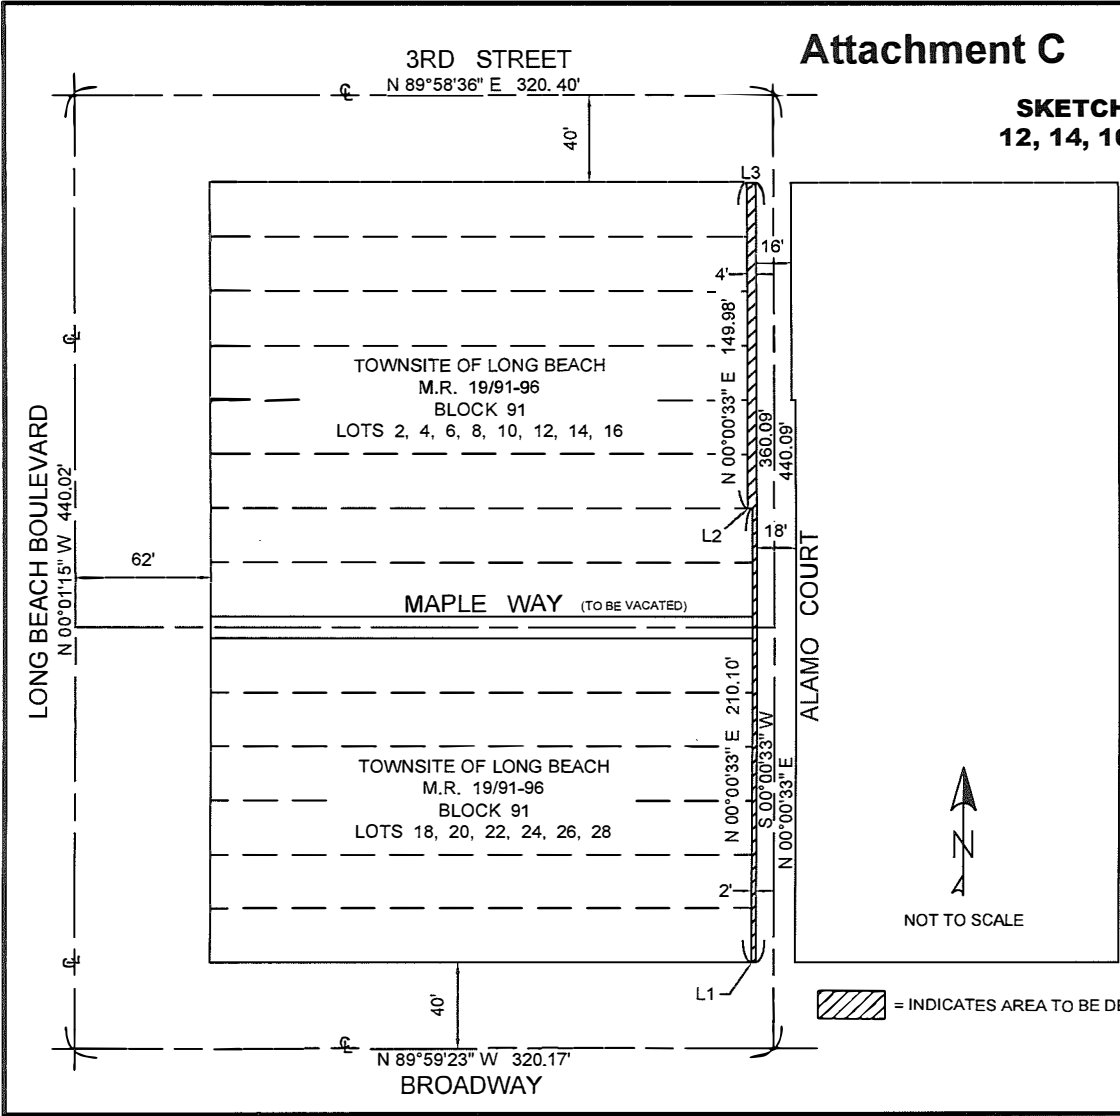 Attachment C
SKETCH
12, 14, 16
3RD STREET
N 89°58'36" E 320.40'
℄
40'
L3
16'
4'
N 00°00'33" E 149.98'
360.09'
440.09'
TOWNSITE OF LONG BEACH
M.R. 19/91-96
BLOCK 91
LOTS 2, 4, 6, 8, 10, 12, 14, 16
℄
LONG BEACH BOULEVARD
N 00°01'15" W 440.02'
62'
L2
18'
MAPLE WAY (TO BE VACATED)
ALAMO COURT
N 00°00'33" E 210.10'
S 00°00'33" W
N 00°00'33" E
TOWNSITE OF LONG BEACH
M.R. 19/91-96
BLOCK 91
LOTS 18, 20, 22, 24, 26, 28
2'
N
NOT TO SCALE
℄
L1
40'
= INDICATES AREA TO BE DE
℄
N 89°59'23" W 320.17'
BROADWAY